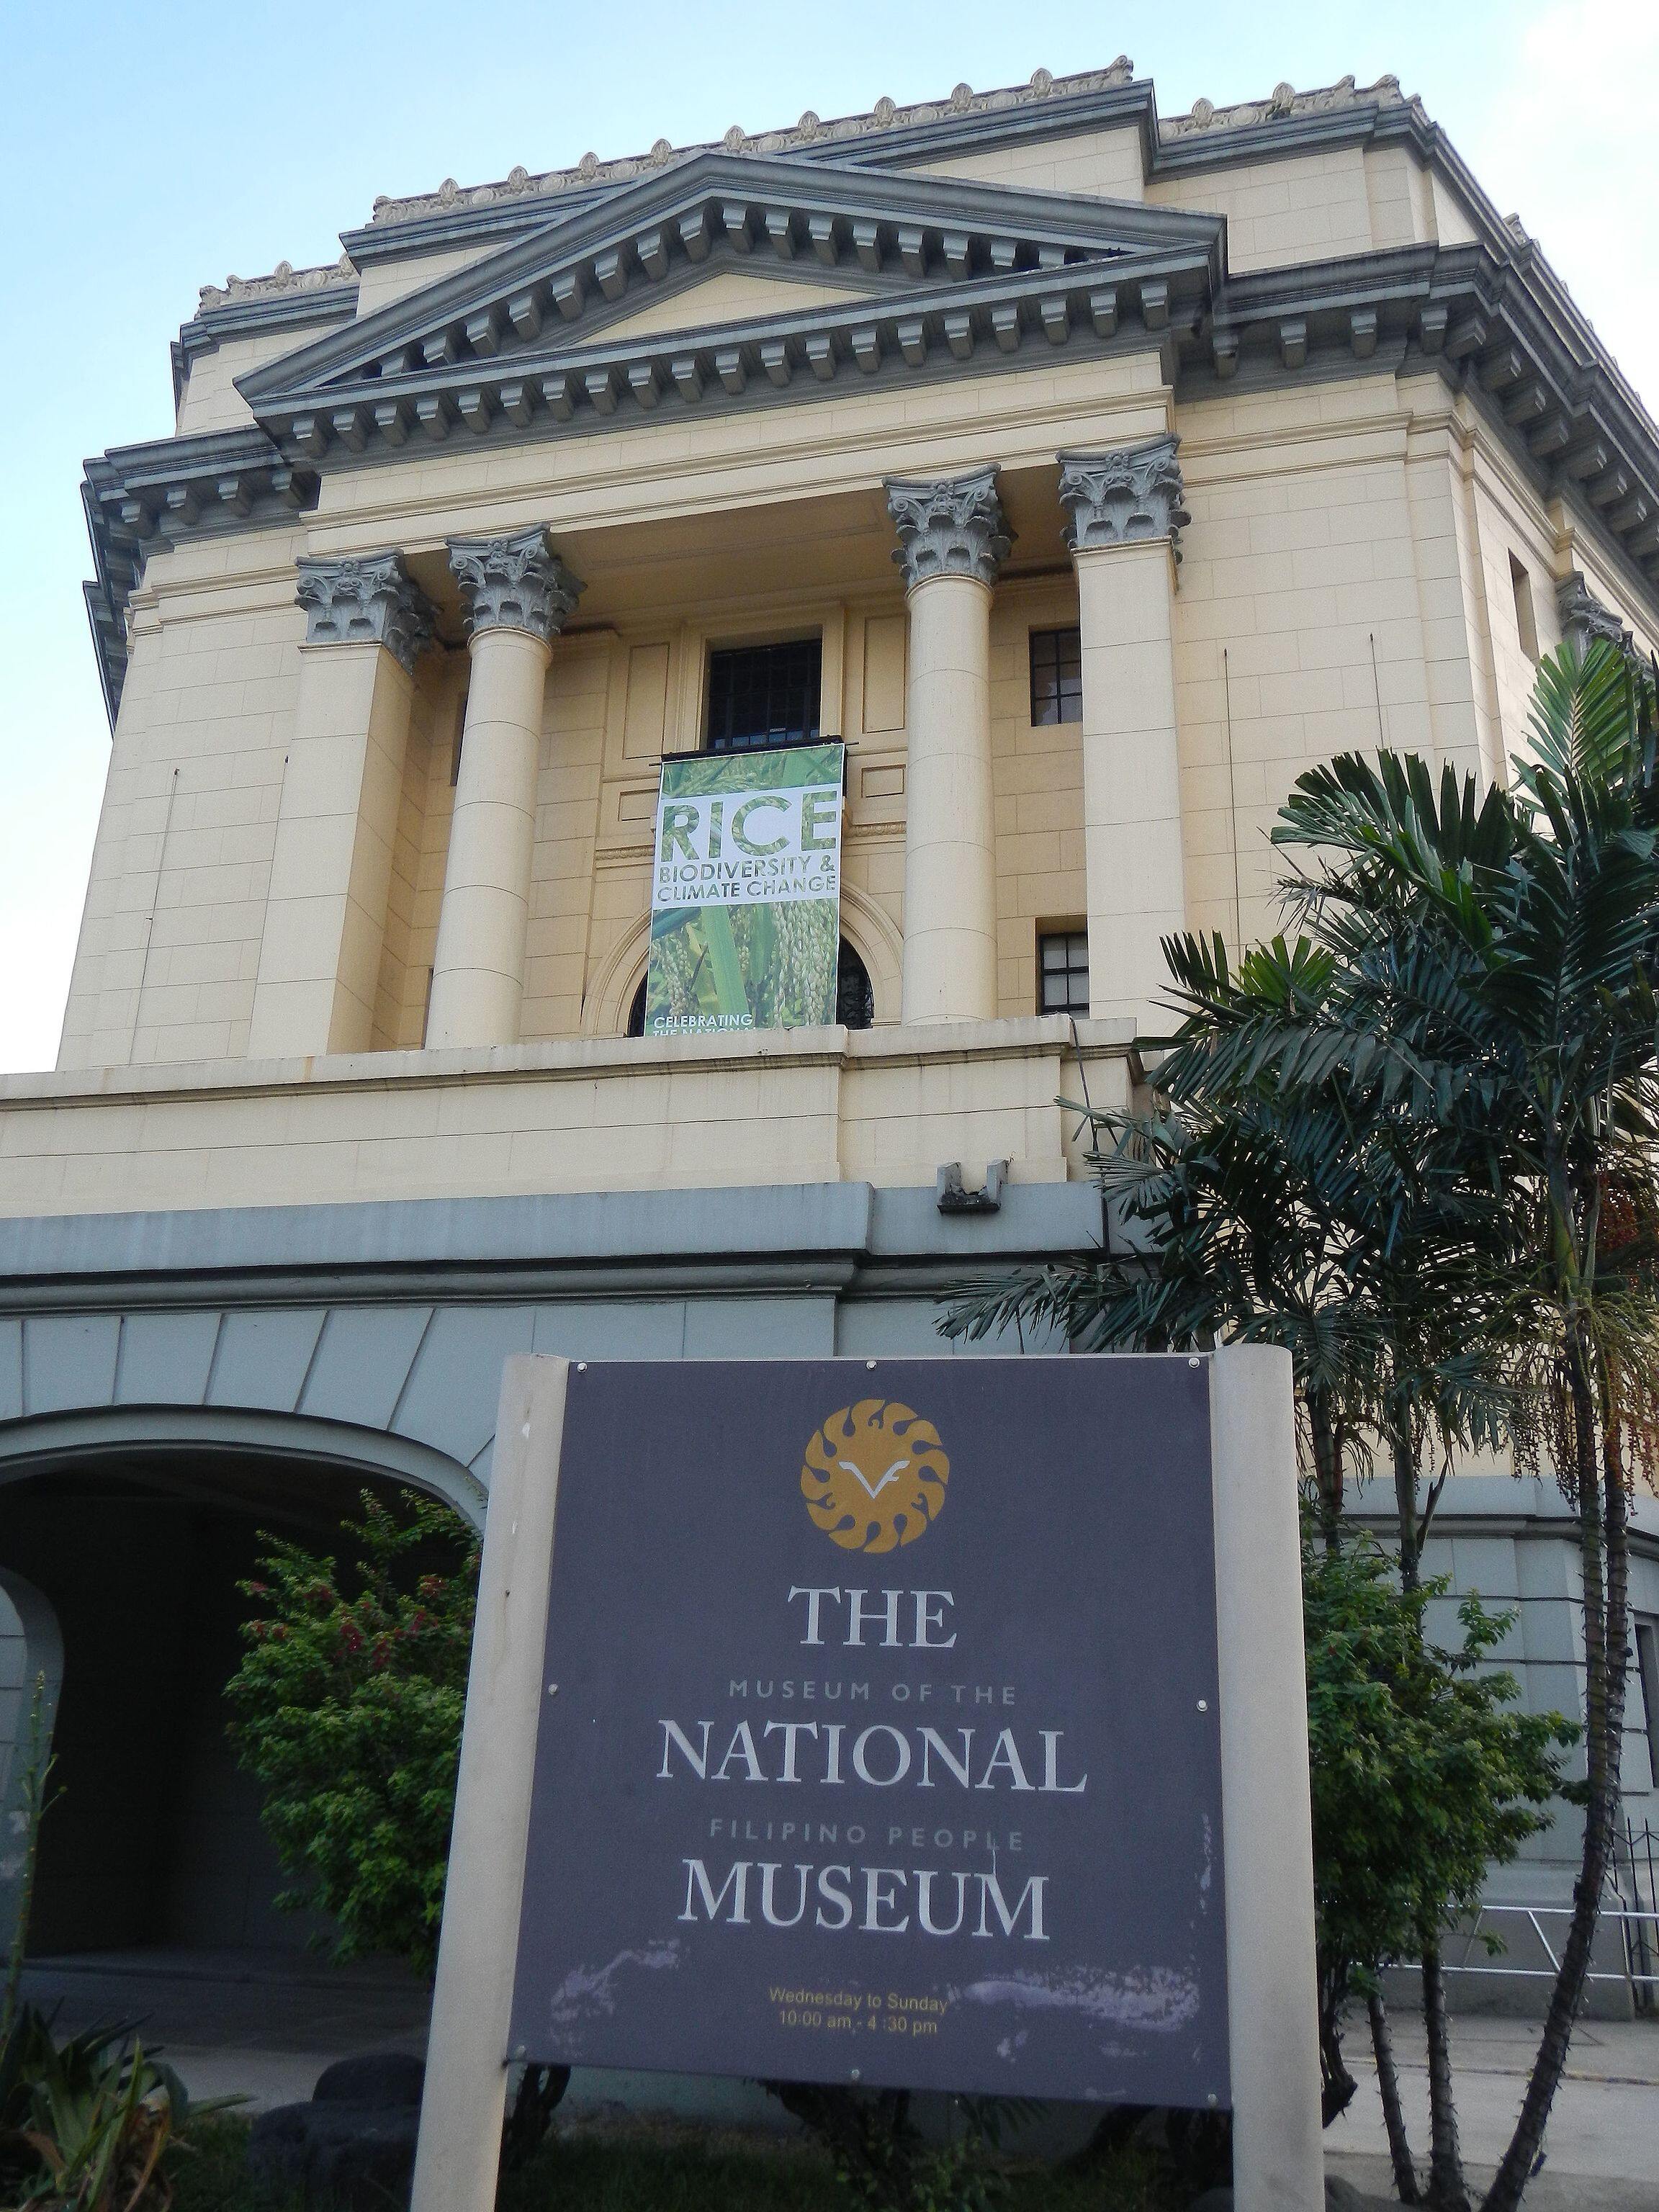 RICE
BIODIVERSITY &
CLIMATE CHANGE
CELEBRATING
THE
MUSEUM OF THE
NATIONAL
FILIPINO PEOPLE
MUSEUM
Wednesday to Sunday
10:00 am - 4:30 pm